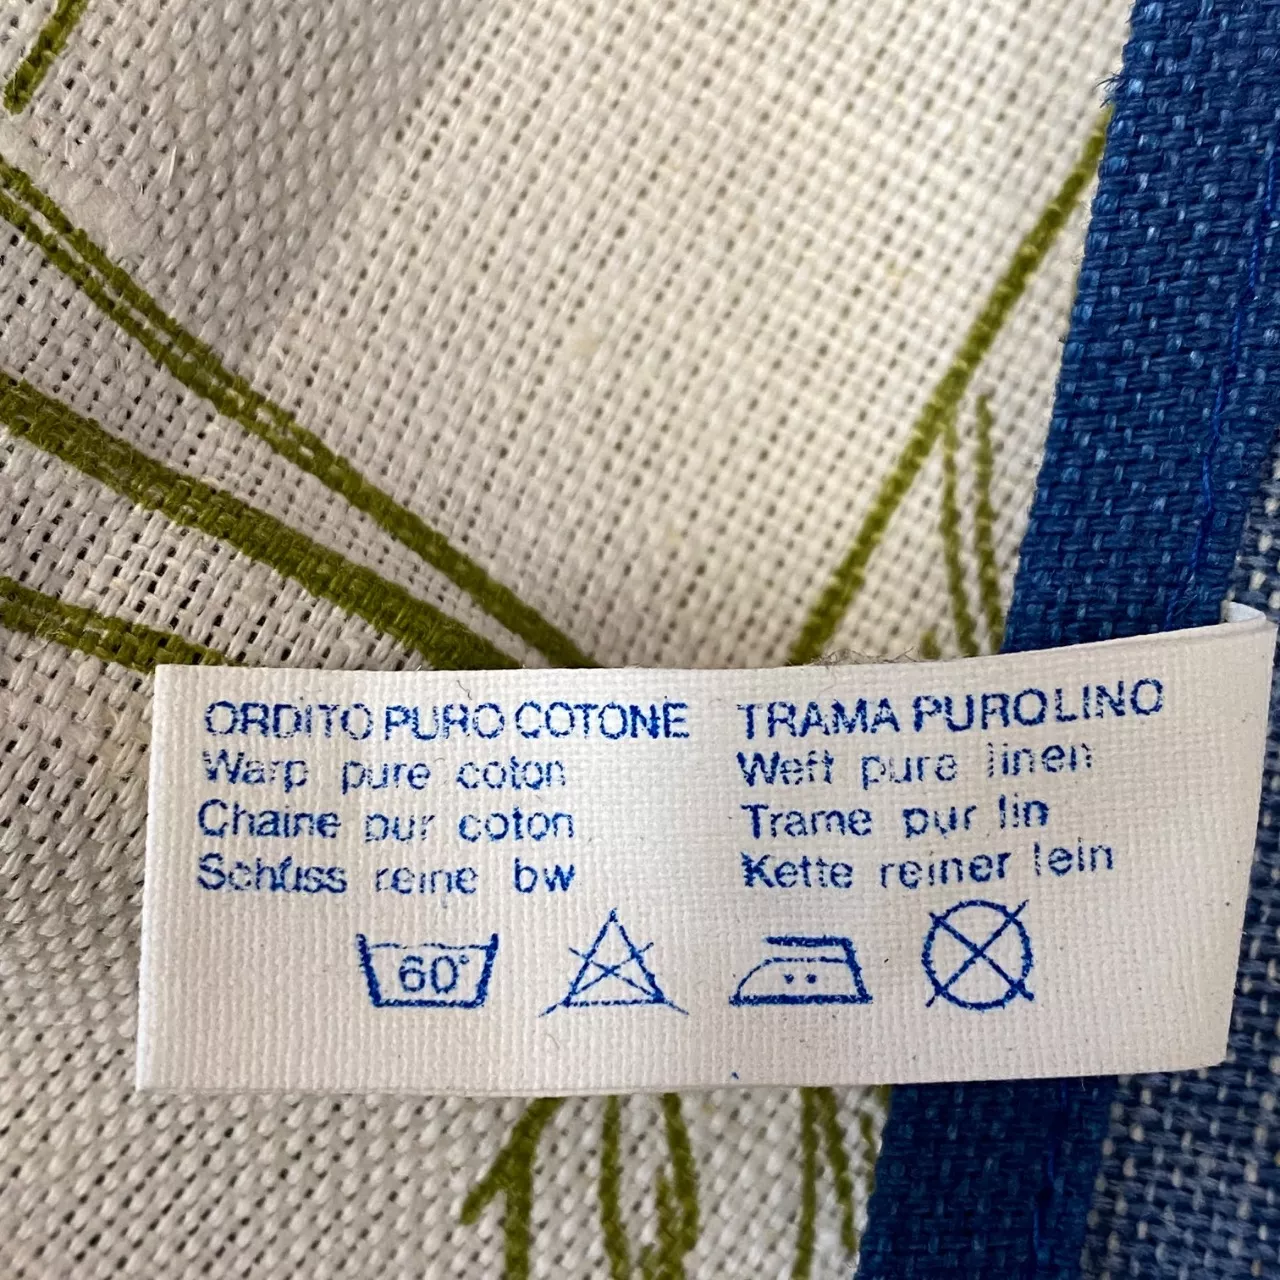 ORDITO PURO COTONE TRAMA PURO LINO
Warp pure coton Weft pure linen
Chaine pur coton Trame pur lin
Schüss reine bw Kette reiner lein
60°